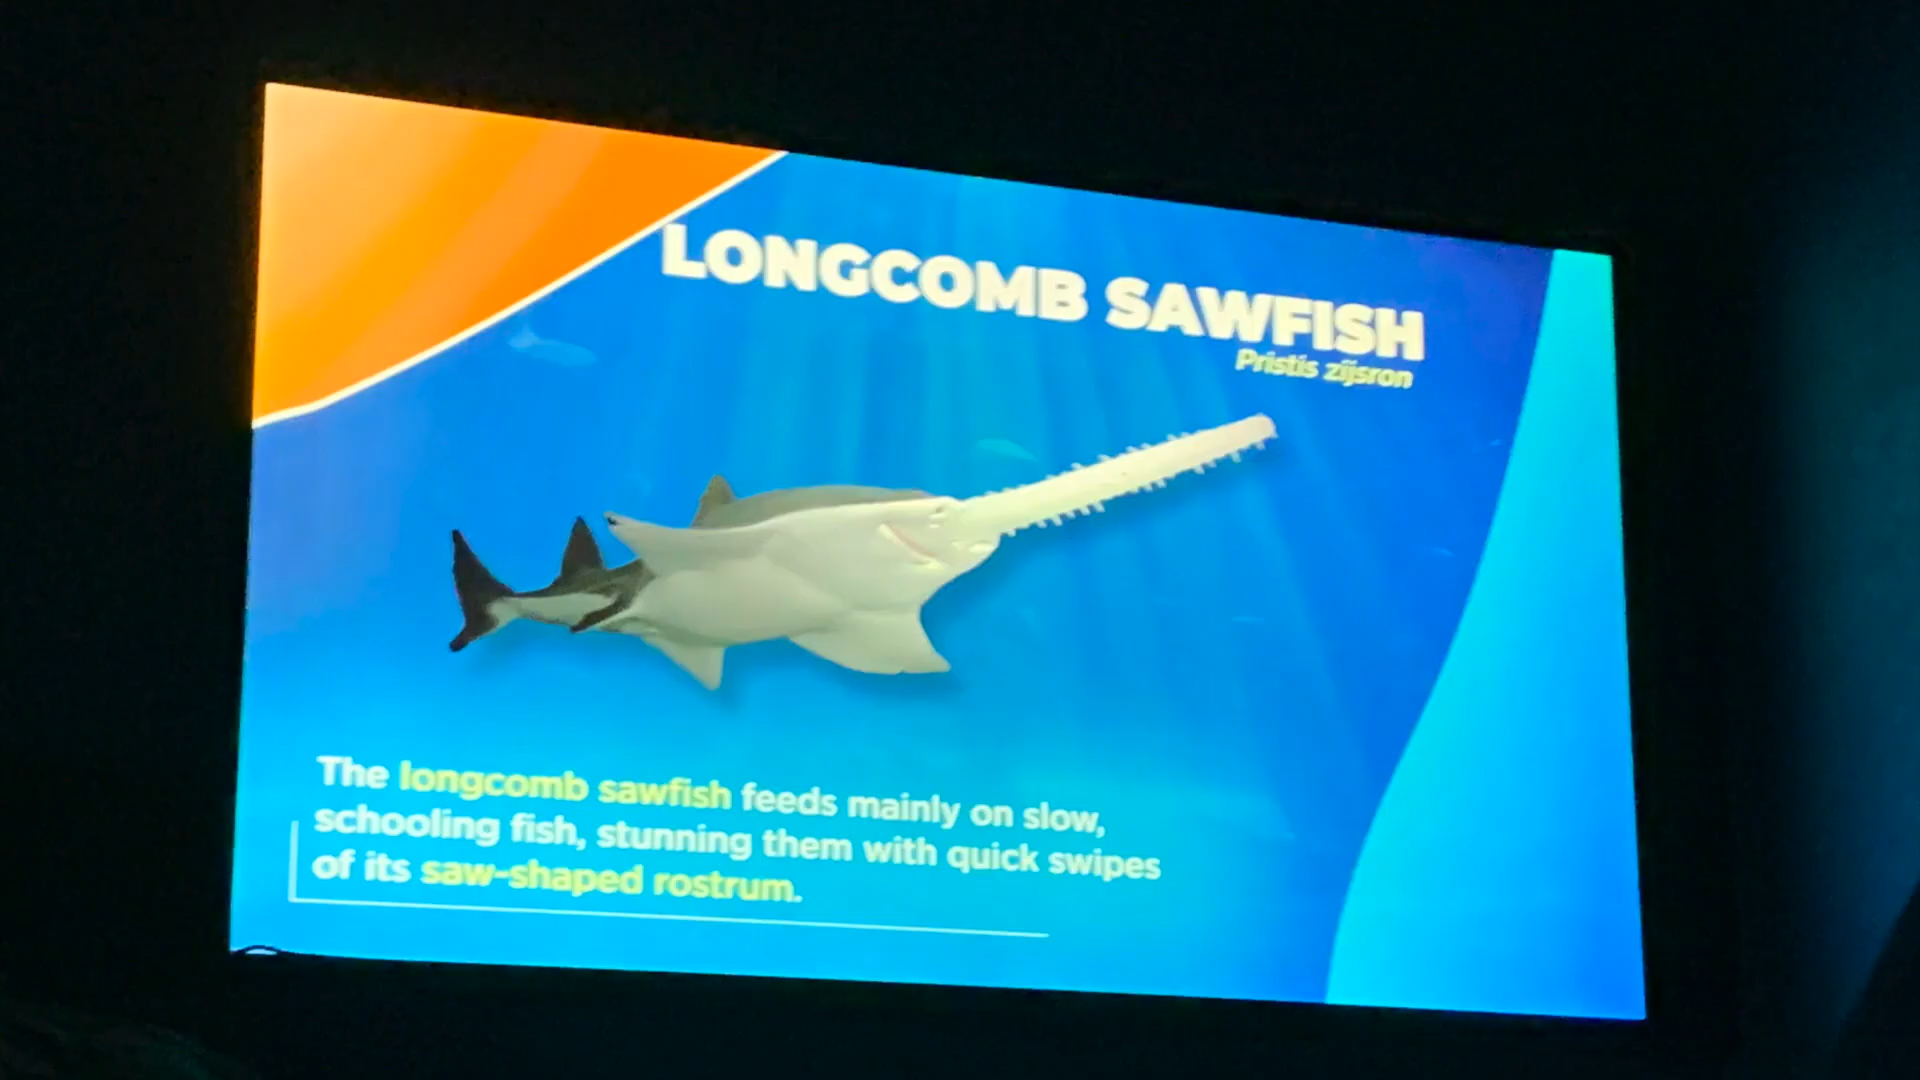 LONGCOMB SAWFISH
Pristis zijsron
The longcomb sawfish feeds mainly on slow,
schooling fish, stunning them with quick swipes
of its saw-shaped rostrum.